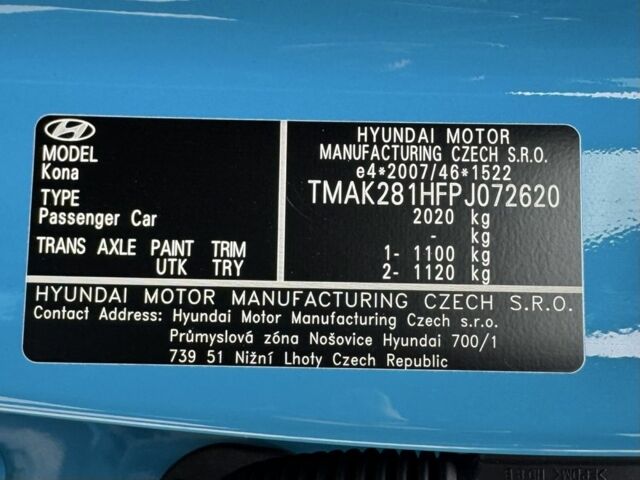 MODEL
Kona
TYPE
Passenger Car
TRANS AXLE PAINT TRIM
UTK TRY
HYUNDAI MOTOR
MANUFACTURING CZECH S.R.O.
e4*2007/46*1522
TMAK281HFPJ072620
2020 kg
- kg
1- 1100 kg
2- 1120 kg
HYUNDAI MOTOR MANUFACTURING CZECH S.R.O.
Contact Address: Hyundai Motor Manufacturing Czech s.r.o.
Průmyslová zóna Nošovice Hyundai 700/1
739 51 Nižní Lhoty Czech Republic